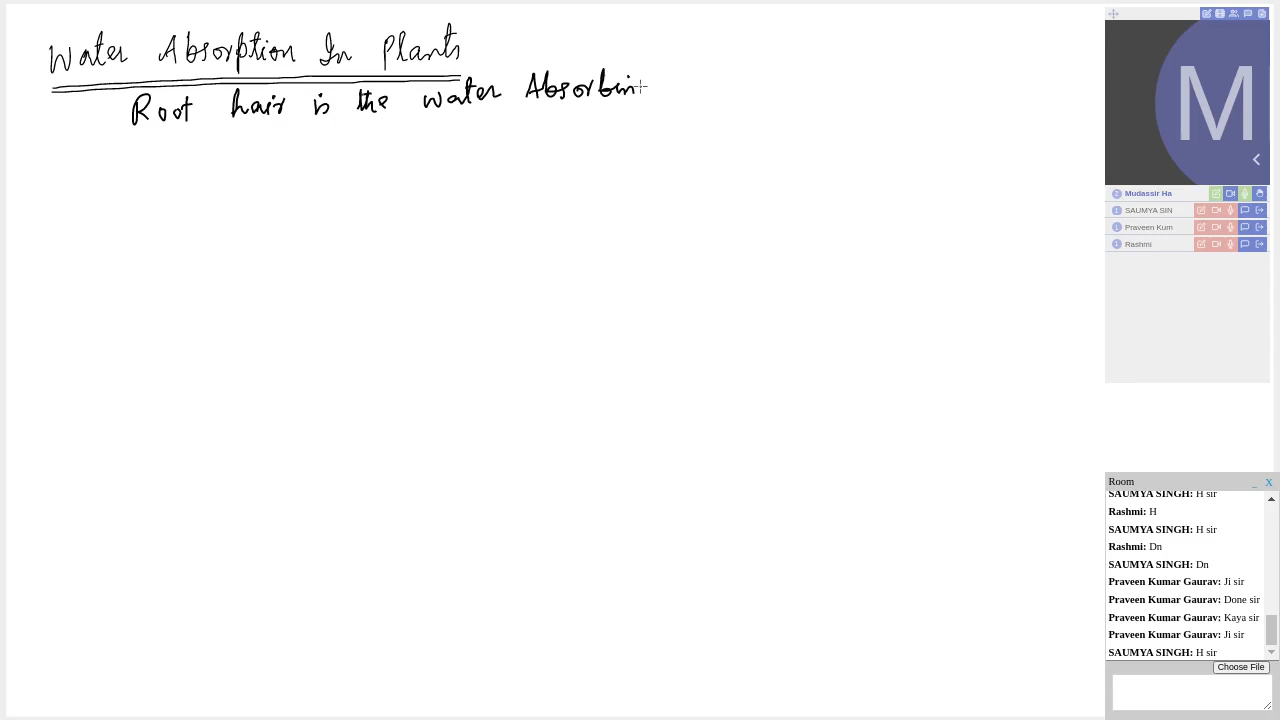 Water Absorption In Plants
Root hair is the water Absorbin
M
Mudassir Ha
SAUMYA SIN
Praveen Kum
Rashmi
Room
_ X
SAUMYA SINGH: H sir
Rashmi: H
SAUMYA SINGH: H sir
Rashmi: Dn
SAUMYA SINGH: Dn
Praveen Kumar Gaurav: Ji sir
Praveen Kumar Gaurav: Done sir
Praveen Kumar Gaurav: Kaya sir
Praveen Kumar Gaurav: Ji sir
SAUMYA SINGH: H sir
Choose File